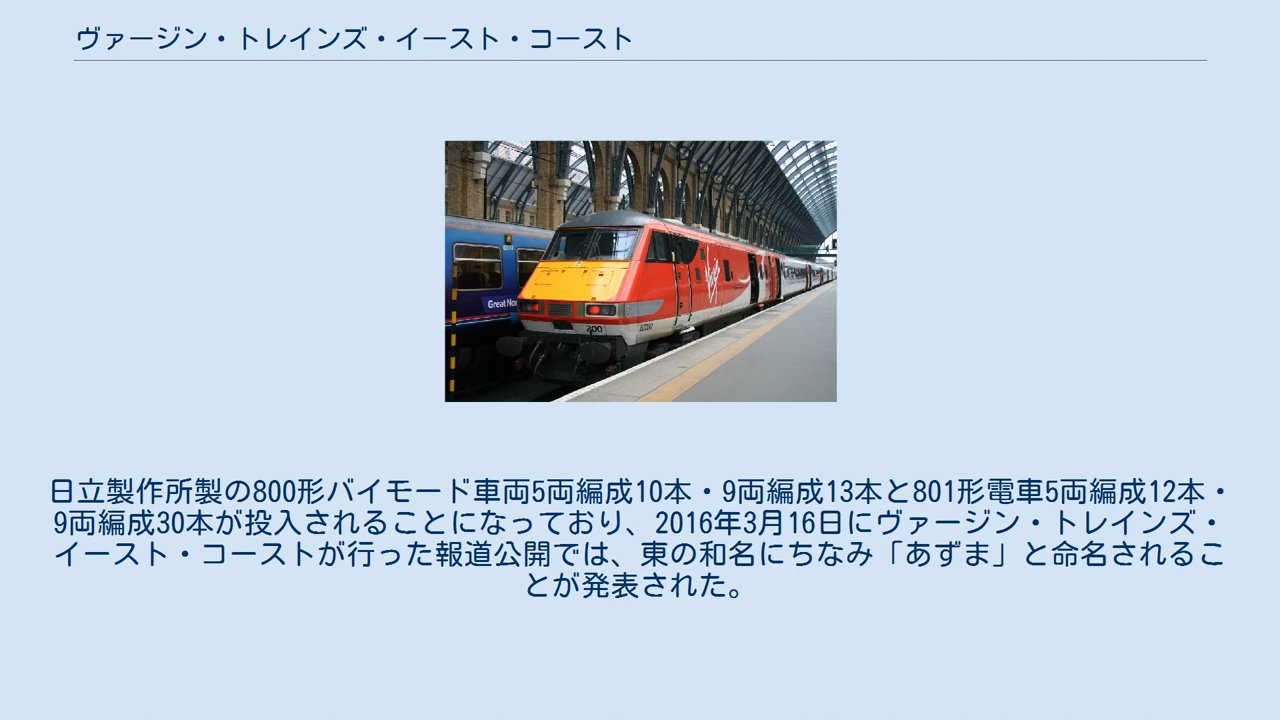 ヴァージン・トレインズ・イースト・コースト
Virgin
200
日立製作所製の800形バイモード車両5両編成10本・9両編成13本と801形電車5両編成12本・
9両編成30本が投入されることになっており、2016年3月16日にヴァージン・トレインズ・
イースト・コーストが行った報道公開では、東の和名にちなみ「あずま」と命名されるこ
とが発表された。